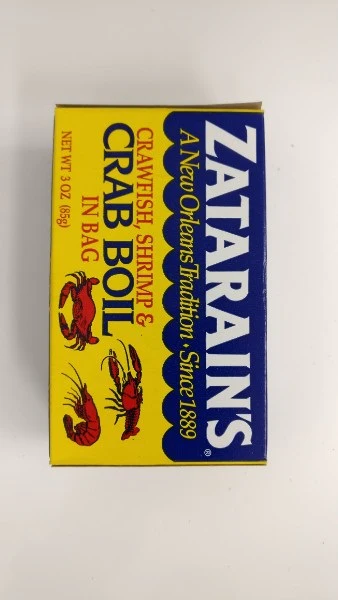 ZATARAIN'S®
A New Orleans Tradition · Since 1889
CRAWFISH, SHRIMP &
CRAB BOIL
IN BAG
NET WT 3 OZ (85g)